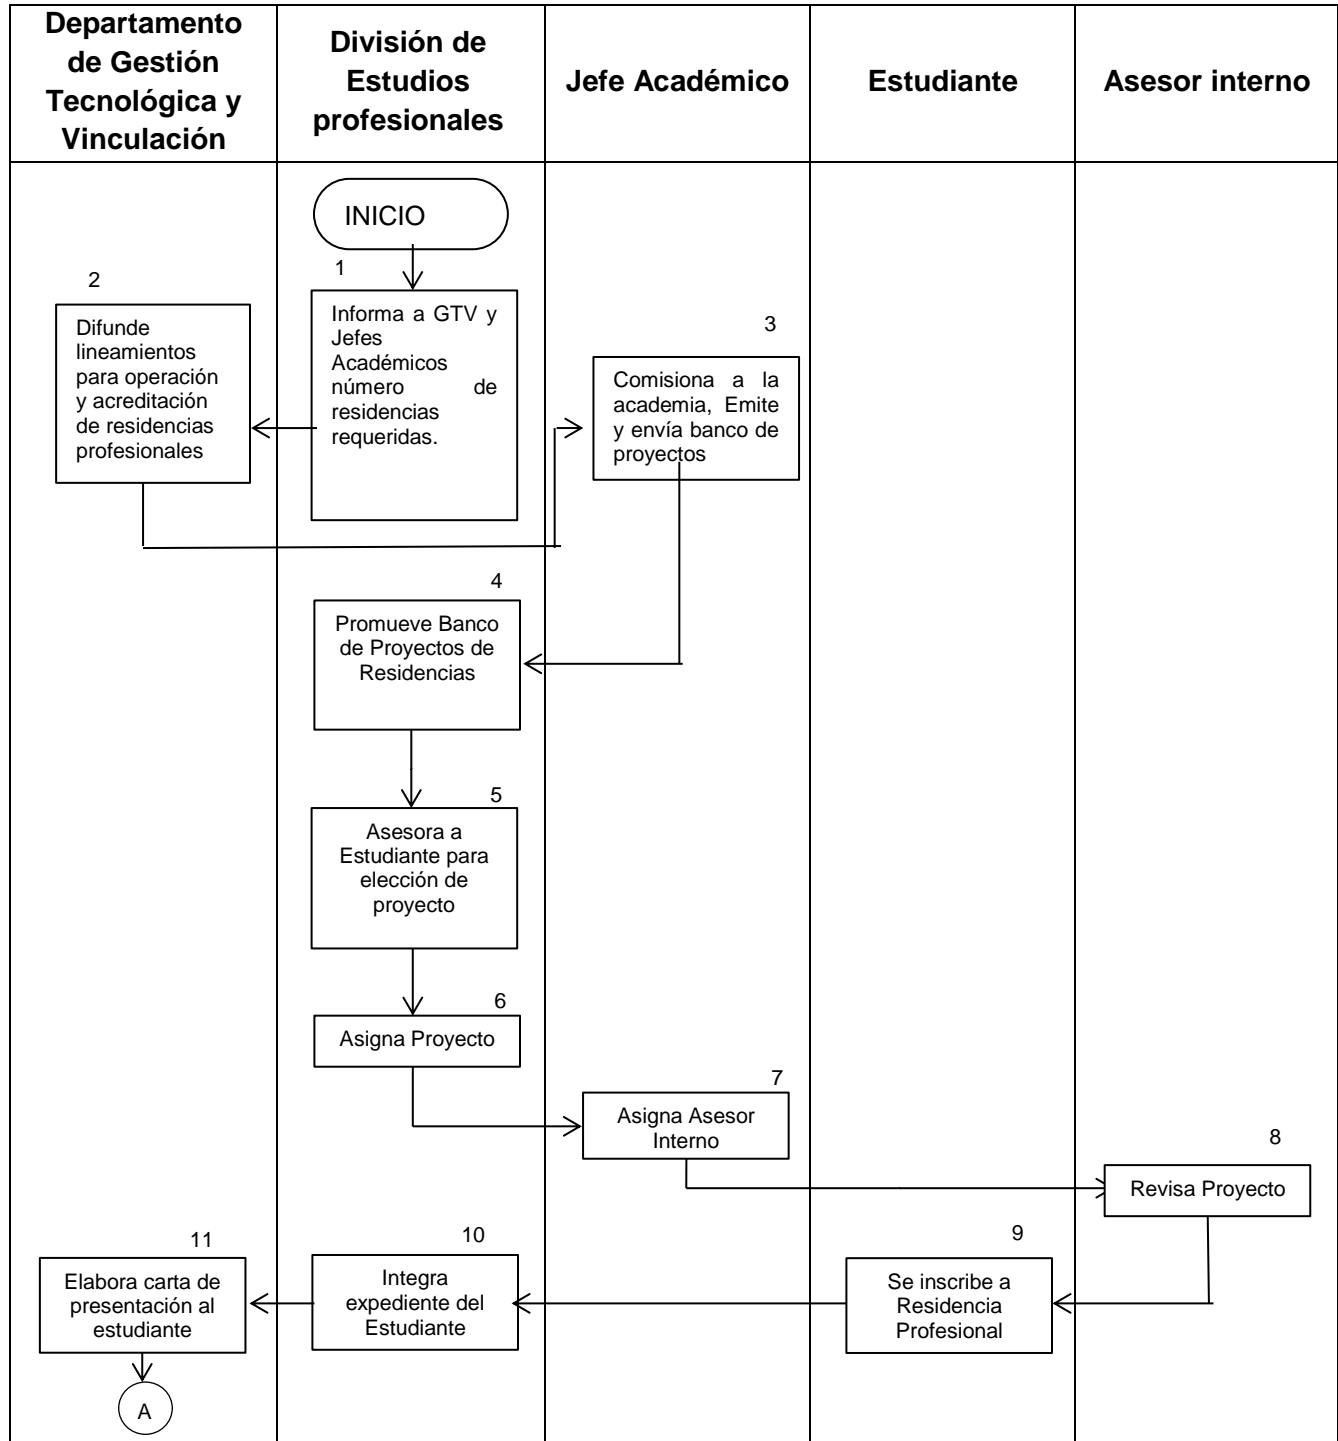 Departamento
de Gestión
Tecnológica y
Vinculación
División de
Estudios
profesionales
Jefe Académico
Estudiante
Asesor interno
INICIO
1
Informa a GTV y
Jefes
Académicos
número de
residencias
requeridas.
2
Difunde
lineamientos
para operación
y acreditación
de residencias
profesionales
3
Comisiona a la
academia, Emite
y envía banco de
proyectos
4
Promueve Banco
de Proyectos de
Residencias
5
Asesora a
Estudiante para
elección de
proyecto
6
Asigna Proyecto
7
Asigna Asesor
Interno
8
Revisa Proyecto
9
Se inscribe a
Residencia
Profesional
10
Integra
expediente del
Estudiante
11
Elabora carta de
presentación al
estudiante
A